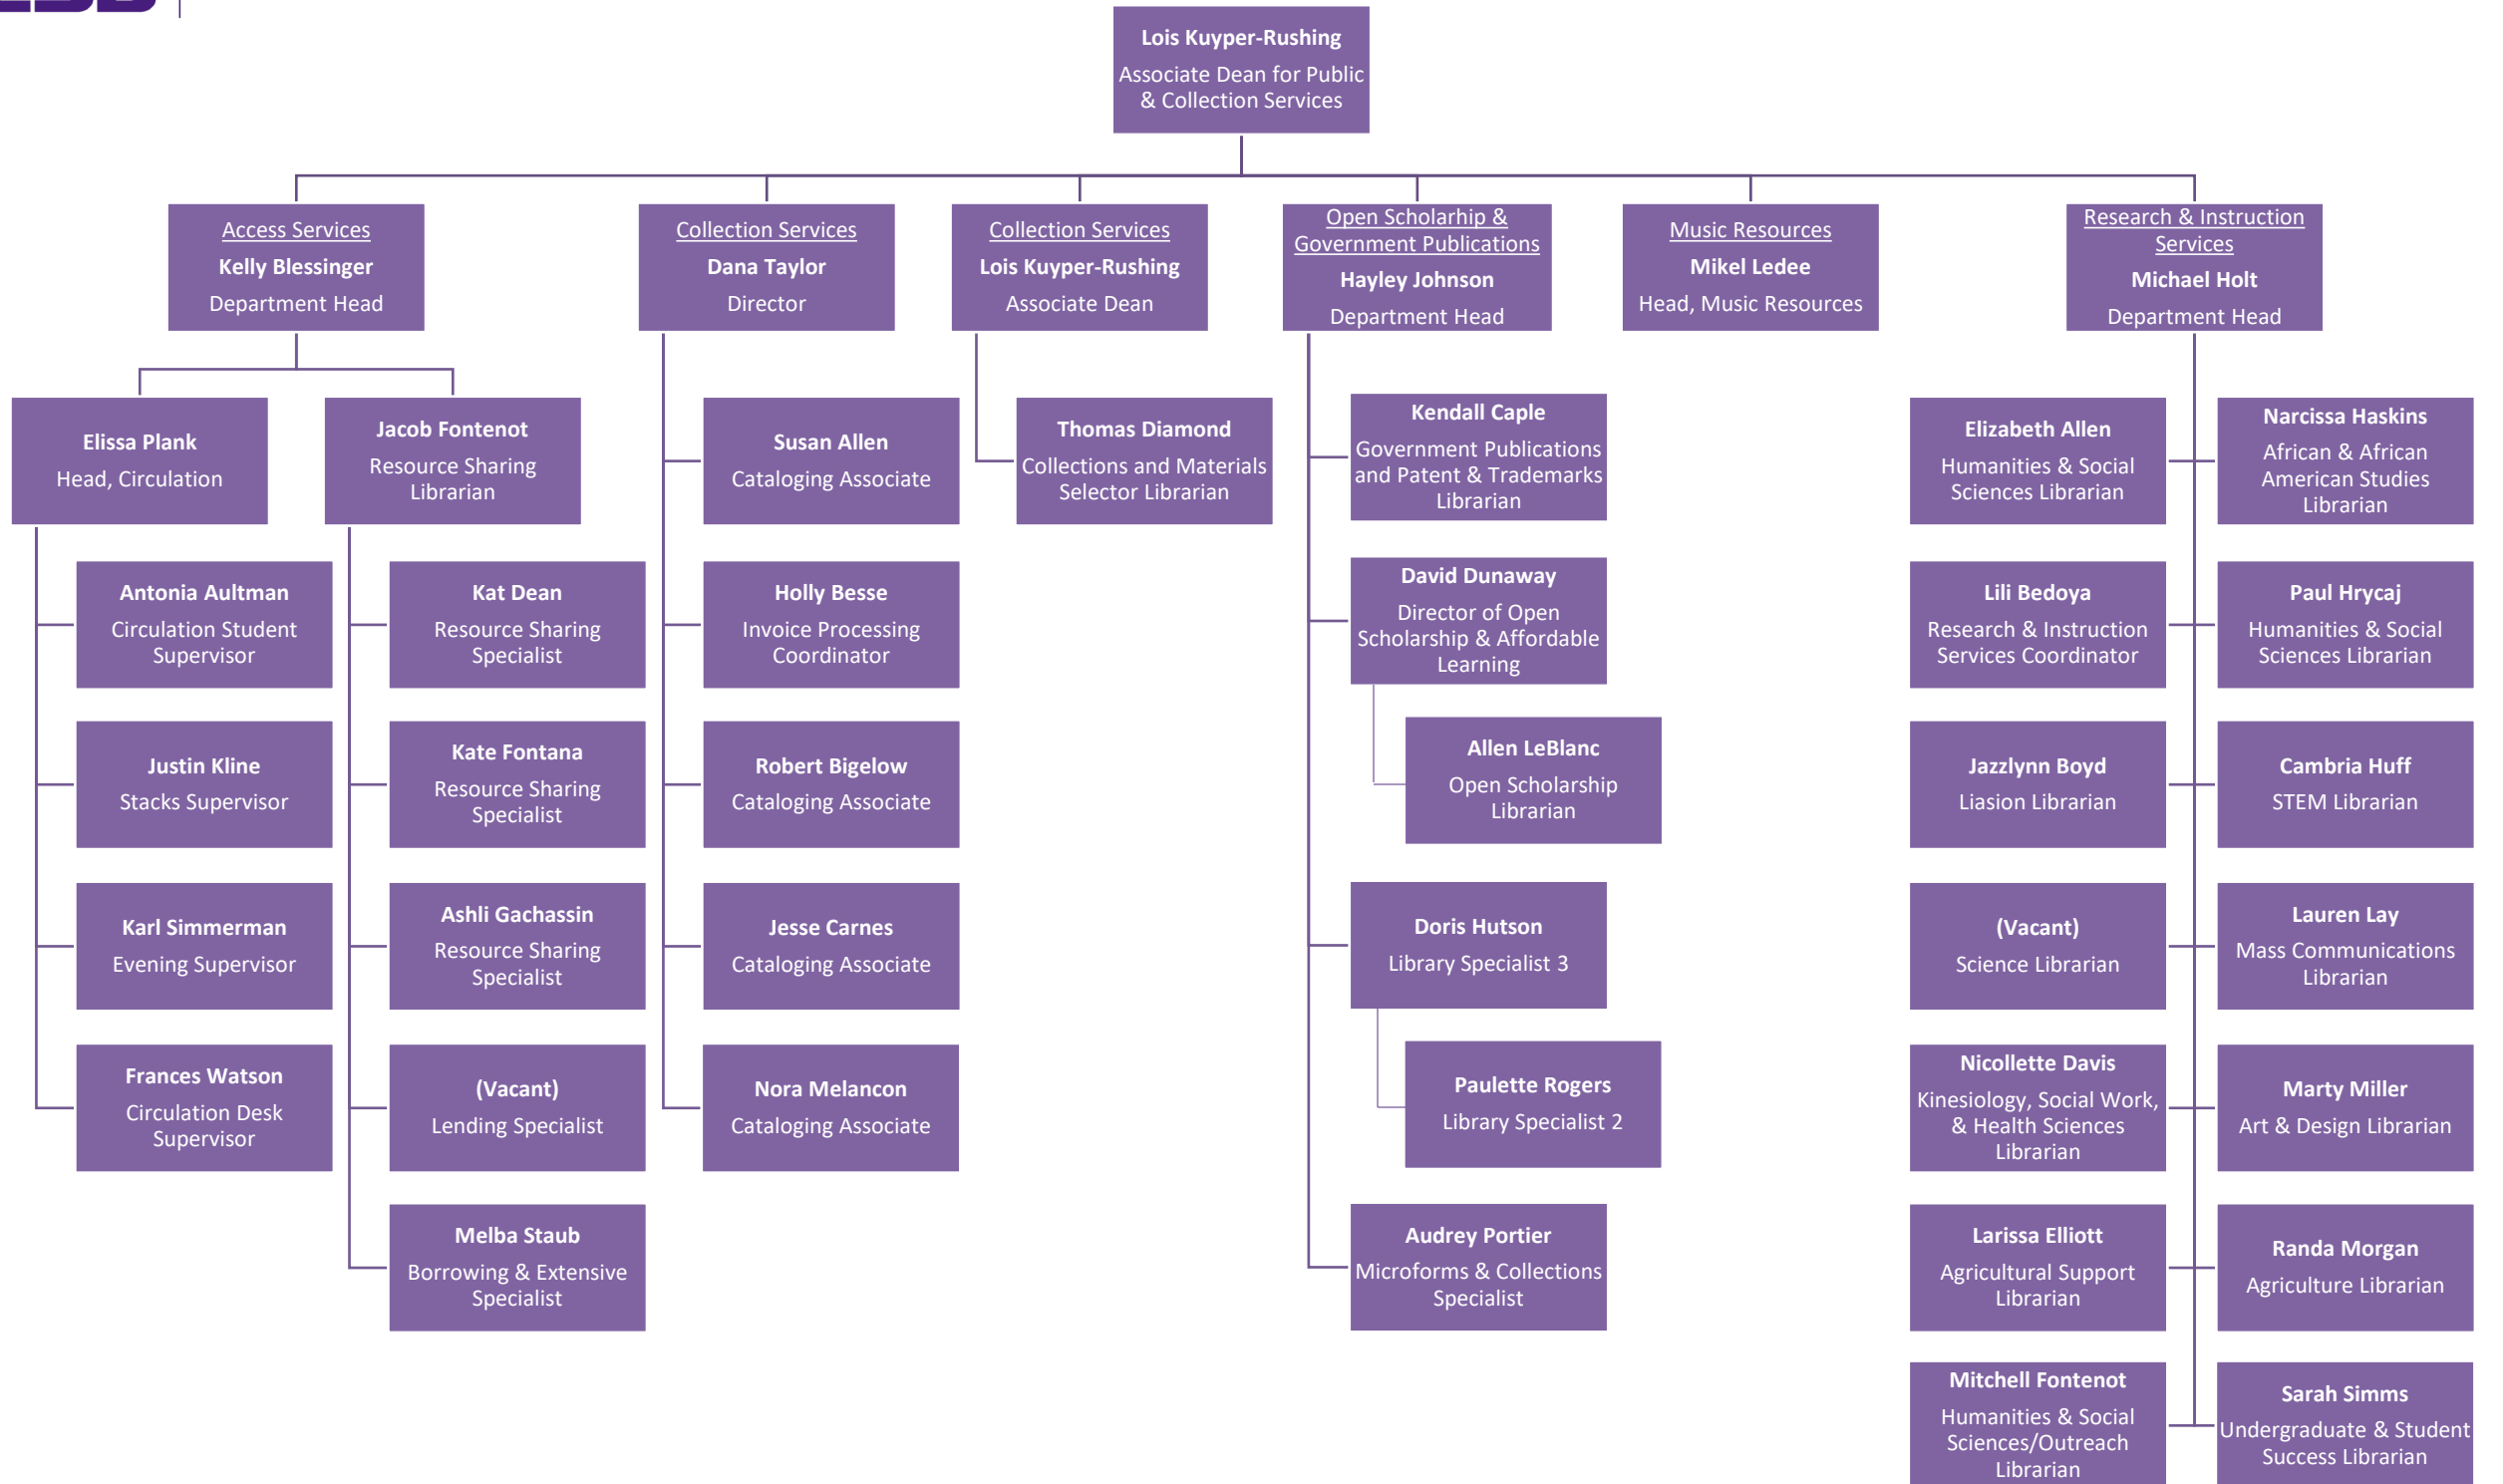 Lois Kuyper-Rushing
Associate Dean for Public
& Collection Services
Access Services
Kelly Blessinger
Department Head
Collection Services
Dana Taylor
Director
Collection Services
Lois Kuyper-Rushing
Associate Dean
Open Scholarhip &
Government Publications
Hayley Johnson
Department Head
Music Resources
Mikel Ledee
Head, Music Resources
Research & Instruction
Services
Michael Holt
Department Head
Elissa Plank
Head, Circulation
Antonia Aultman
Circulation Student
Supervisor
Justin Kline
Stacks Supervisor
Karl Simmerman
Evening Supervisor
Frances Watson
Circulation Desk
Supervisor
Jacob Fontenot
Resource Sharing
Librarian
Kat Dean
Resource Sharing
Specialist
Kate Fontana
Resource Sharing
Specialist
Ashli Gachassin
Resource Sharing
Specialist
(Vacant)
Lending Specialist
Melba Staub
Borrowing & Extensive
Specialist
Susan Allen
Cataloging Associate
Holly Besse
Invoice Processing
Coordinator
Robert Bigelow
Cataloging Associate
Jesse Carnes
Cataloging Associate
Nora Melancon
Cataloging Associate
Thomas Diamond
Collections and Materials
Selector Librarian
Kendall Caple
Government Publications
and Patent & Trademarks
Librarian
David Dunaway
Director of Open
Scholarship & Affordable
Learning
Allen LeBlanc
Open Scholarship
Librarian
Doris Hutson
Library Specialist 3
Paulette Rogers
Library Specialist 2
Audrey Portier
Microforms & Collections
Specialist
Elizabeth Allen
Humanities & Social
Sciences Librarian
Narcissa Haskins
African & African
American Studies
Librarian
Lili Bedoya
Research & Instruction
Services Coordinator
Paul Hrycaj
Humanities & Social
Sciences Librarian
Jazzlynn Boyd
Liasion Librarian
Cambria Huff
STEM Librarian
(Vacant)
Science Librarian
Lauren Lay
Mass Communications
Librarian
Nicollette Davis
Kinesiology, Social Work,
& Health Sciences
Librarian
Marty Miller
Art & Design Librarian
Larissa Elliott
Agricultural Support
Librarian
Randa Morgan
Agriculture Librarian
Mitchell Fontenot
Humanities & Social
Sciences/Outreach
Librarian
Sarah Simms
Undergraduate & Student
Success Librarian